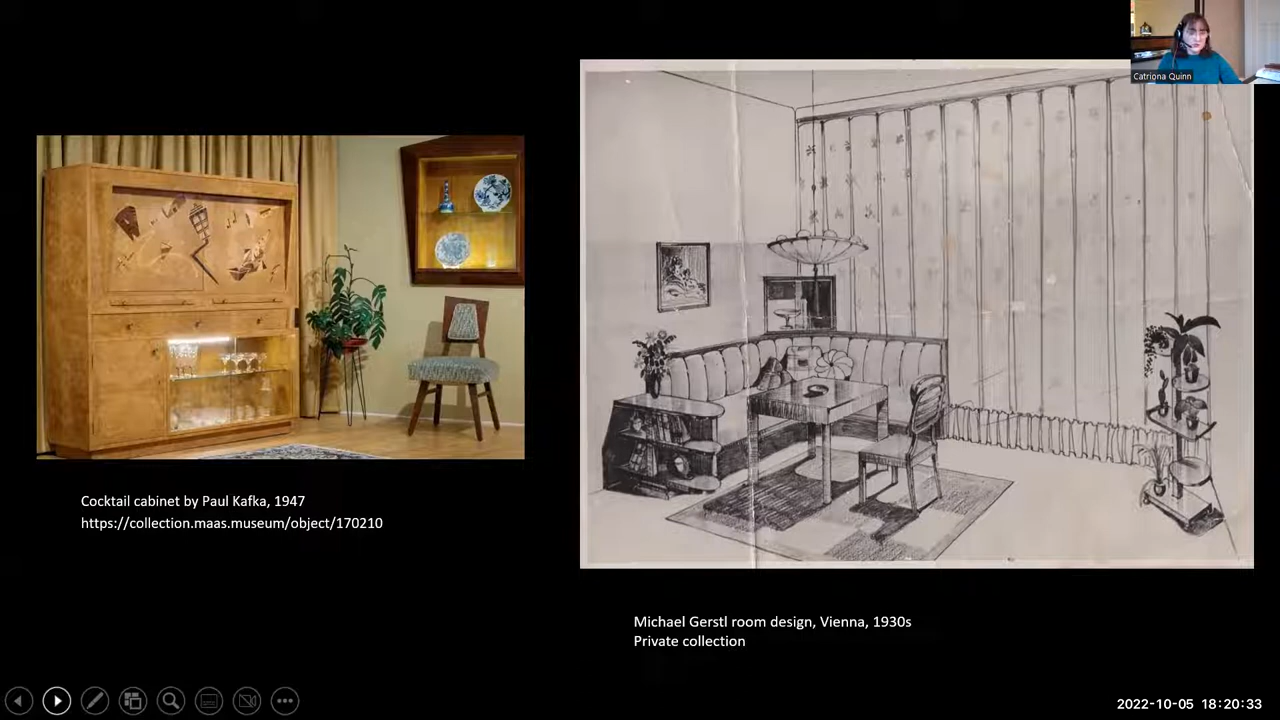 Catriona Quinn
Cocktail cabinet by Paul Kafka, 1947
https://collection.maas.museum/object/170210
Michael Gerstl room design, Vienna, 1930s
Private collection
2022-10-05 18:20:33